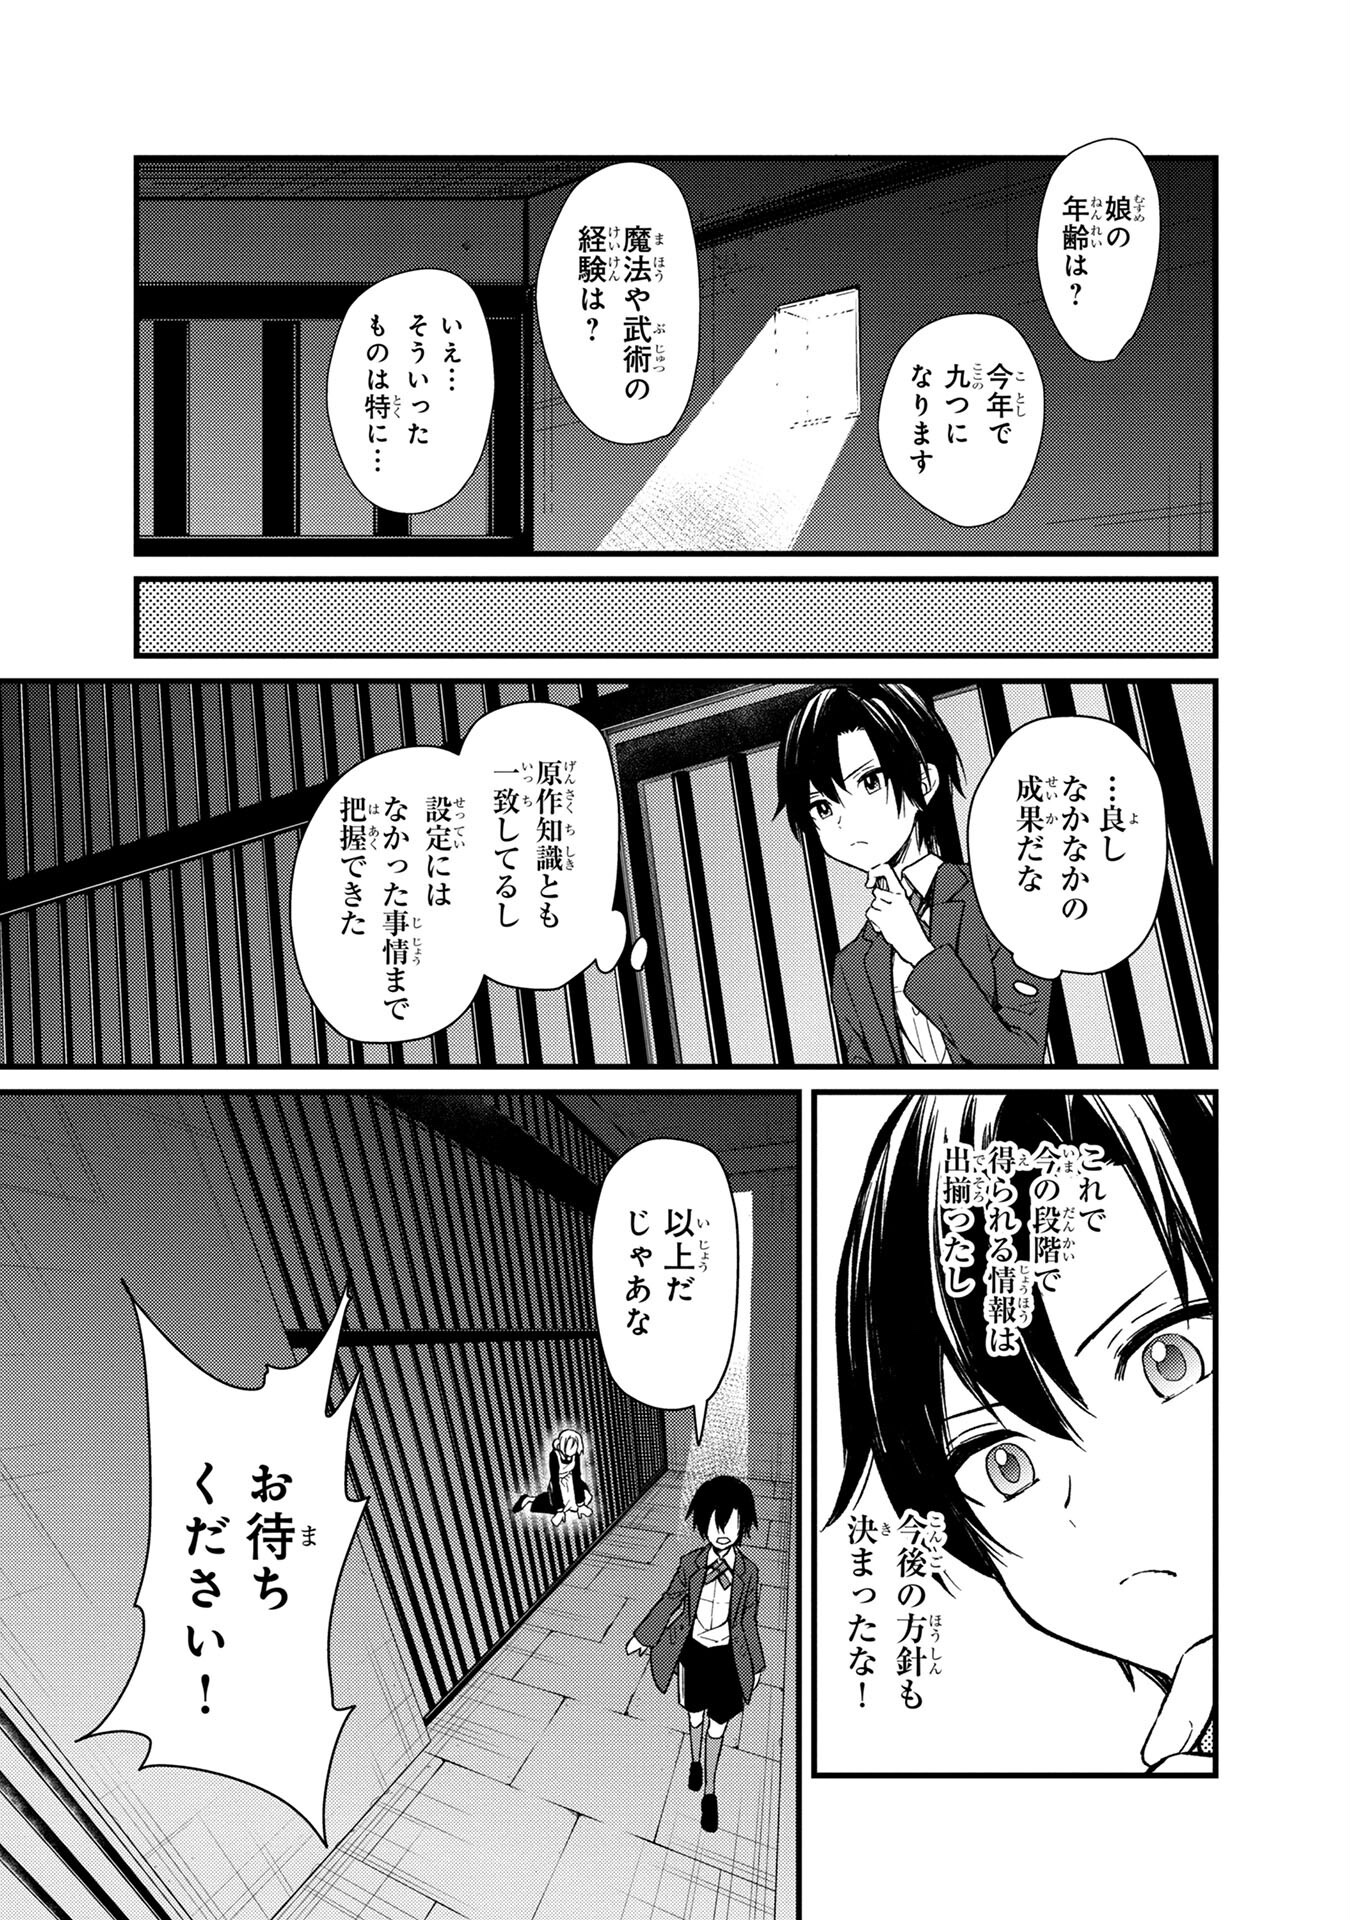 娘の
年齢は？
今年で
九つに
なります
魔法や武術の
経験は？
いえ…
そういった
ものは特に…
…良し
なかなかの
成果だな
原作知識とも
一致してるし
設定には
なかった事情まで
把握できた
これで
今の段階で
得られる情報は
出揃ったし
今後の方針も
決まったな！
以上だ
じゃあな
お待ち
ください！